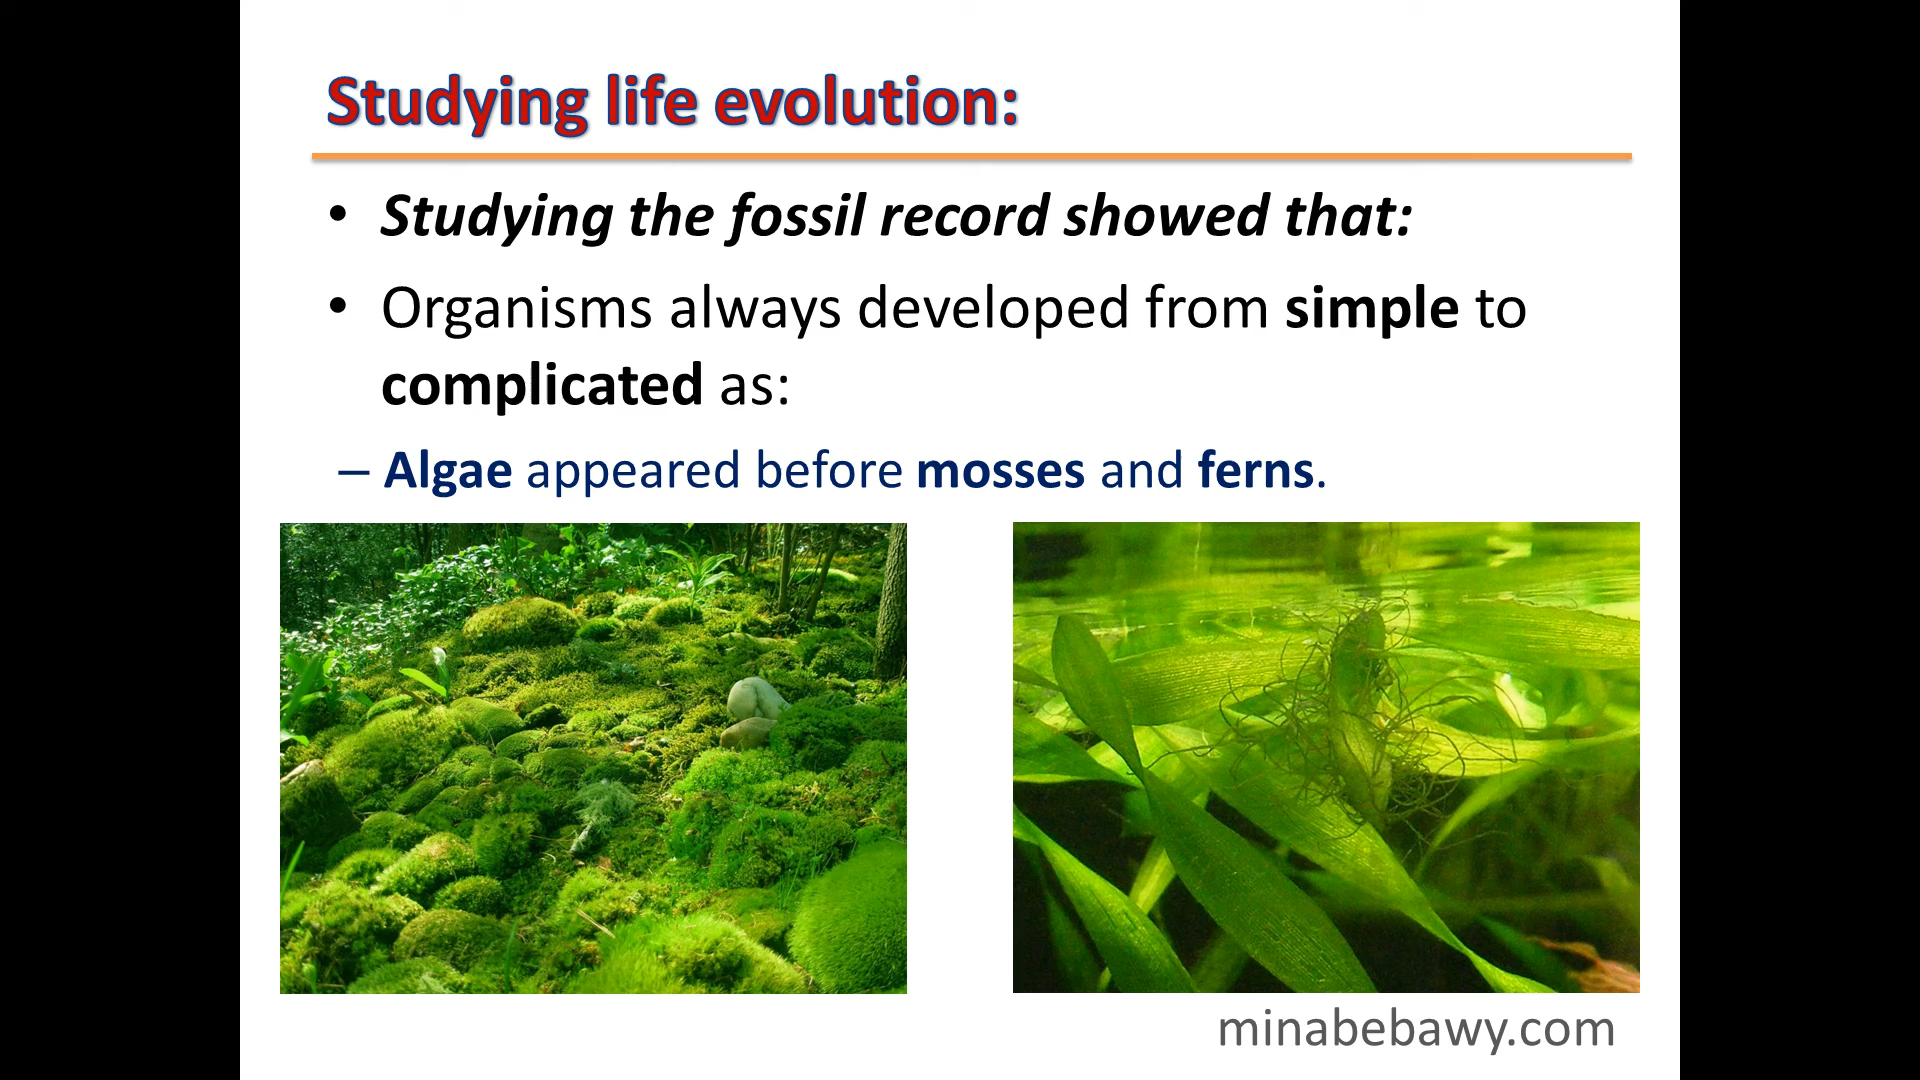 Studying life evolution:
• Studying the fossil record showed that:
• Organisms always developed from simple to
complicated as:
– Algae appeared before mosses and ferns.
minabebawy.com